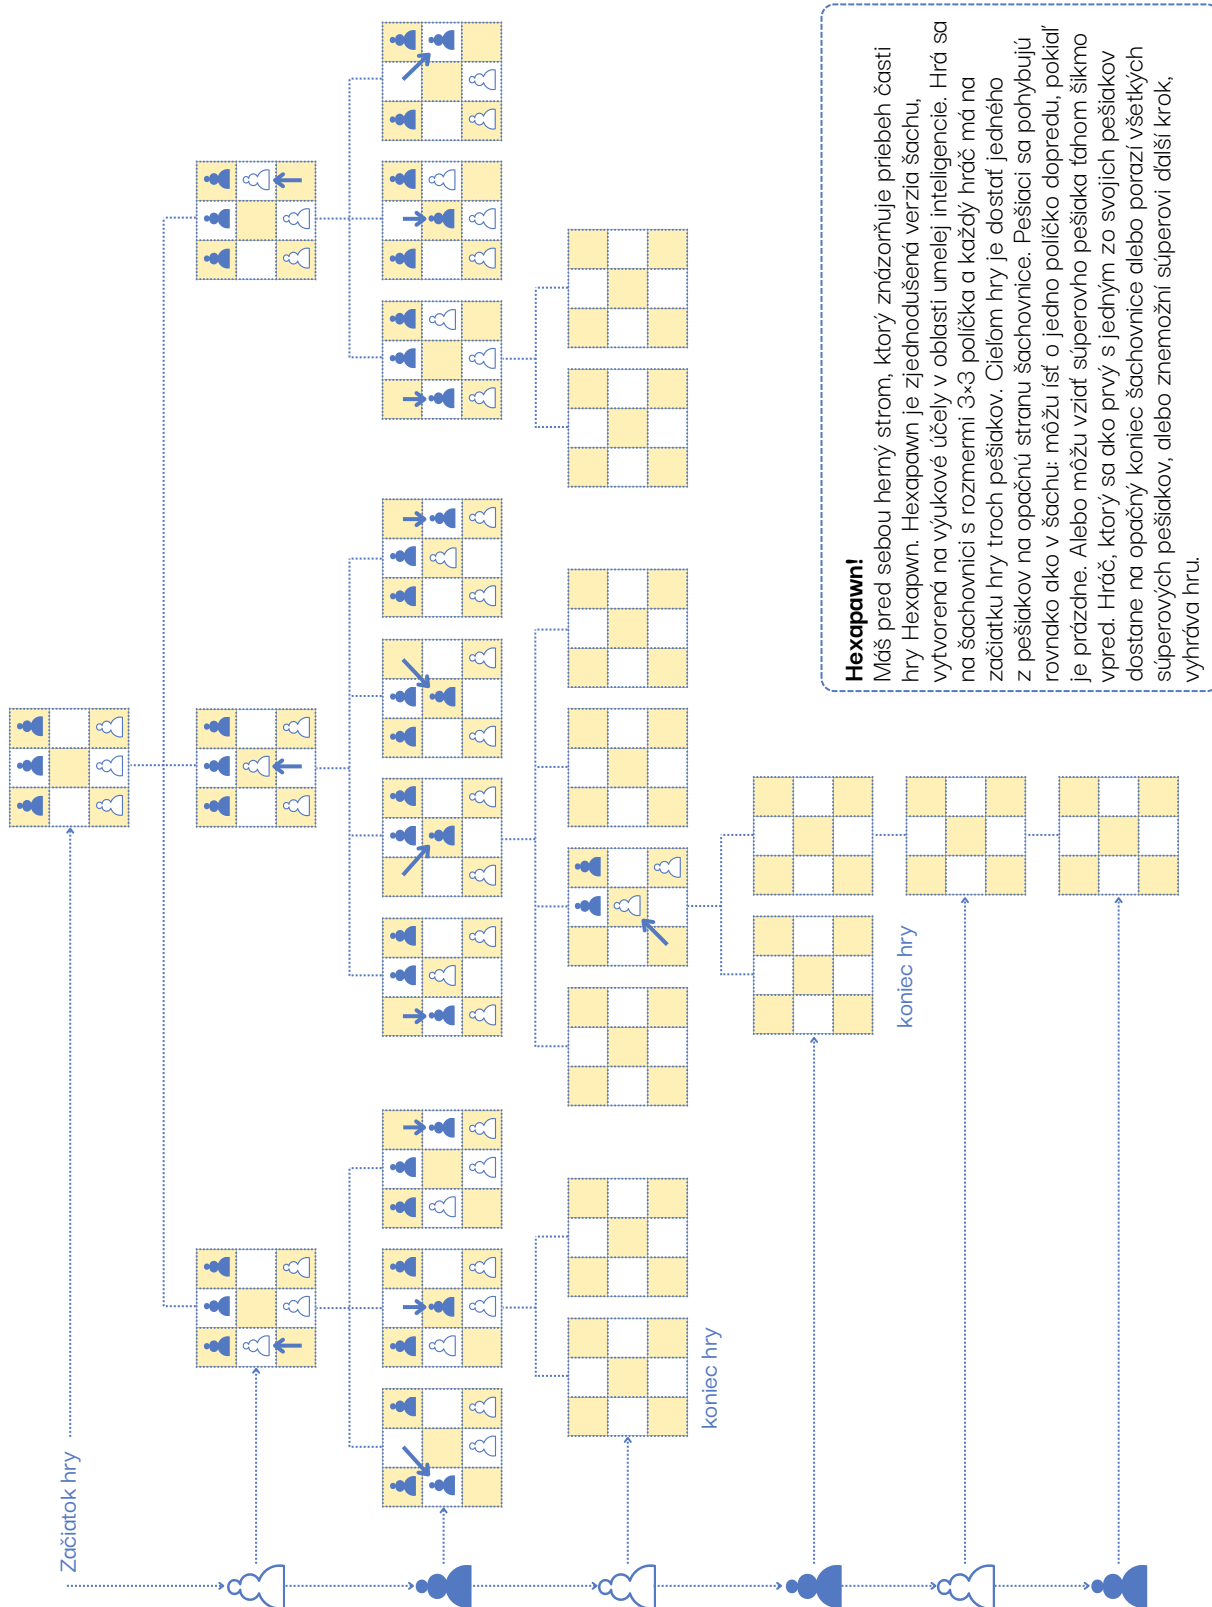 Začiatok hry
koniec hry
koniec hry
Hexapawn!
Máš pred sebou herný strom, ktorý znázorňuje priebeh časti
hry Hexapwn. Hexapawn je zjednodušená verzia šachu,
vytvorená na výukové účely v oblasti umelej inteligencie. Hrá sa
na šachovnici s rozmermi 3×3 políčka a každý hráč má na
začiatku hry troch pešiakov. Cieľom hry je dostať jedného
z pešiakov na opačnú stranu šachovnice. Pešiaci sa pohybujú
rovnako ako v šachu: môžu ísť o jedno políčko dopredu, pokiaľ
je prázdne. Alebo môžu vziať súperovho pešiaka ťahom šikmo
vpred. Hráč, ktorý sa ako prvý s jedným zo svojich pešiakov
dostane na opačný koniec šachovnice alebo porazí všetkých
súperových pešiakov, alebo znemožní súperovi ďalší krok,
vyhráva hru.